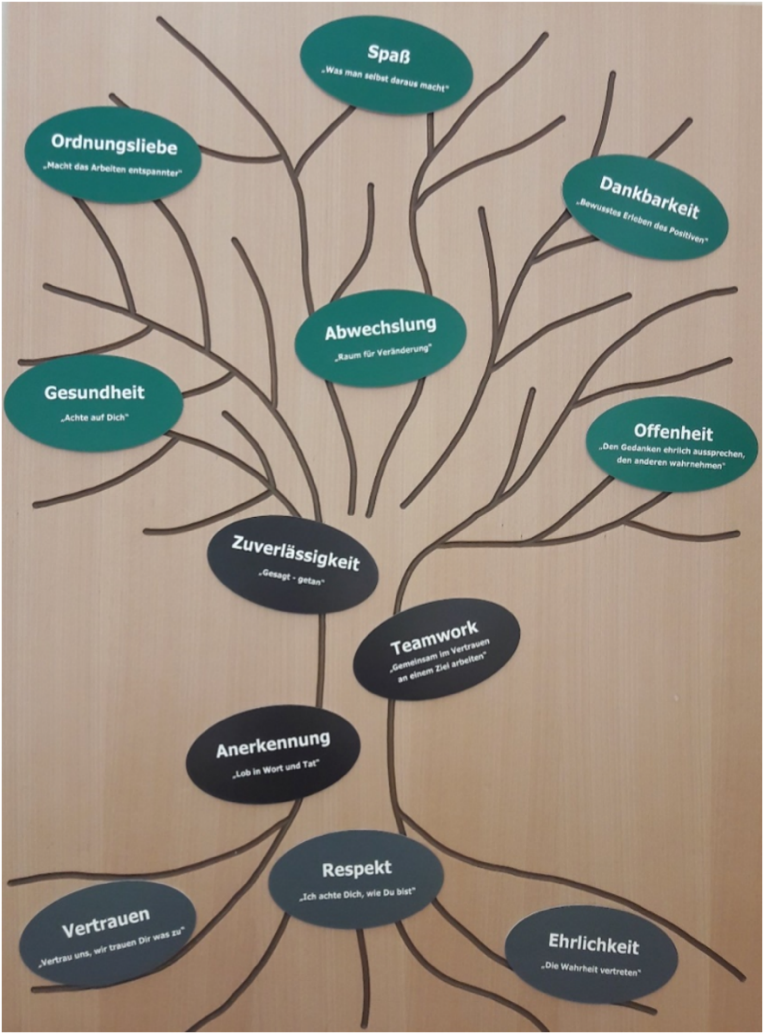 Spaß
„Was man selbst daraus macht"
Ordnungsliebe
„Macht das Arbeiten entspannter"
Dankbarkeit
„Bewusstes Erleben des Positiven"
Abwechslung
„Raum für Veränderung"
Gesundheit
„Achte auf Dich"
Offenheit
„Den Gedanken ehrlich aussprechen,
den anderen wahrnehmen"
Zuverlässigkeit
„Gesagt - getan"
Teamwork
„Gemeinsam im Vertrauen
an einem Ziel arbeiten"
Anerkennung
„Lob in Wort und Tat"
Respekt
„Ich achte Dich, wie Du bist"
Vertrauen
„Vertrau uns, wir trauen Dir was zu"
Ehrlichkeit
„Die Wahrheit vertreten"